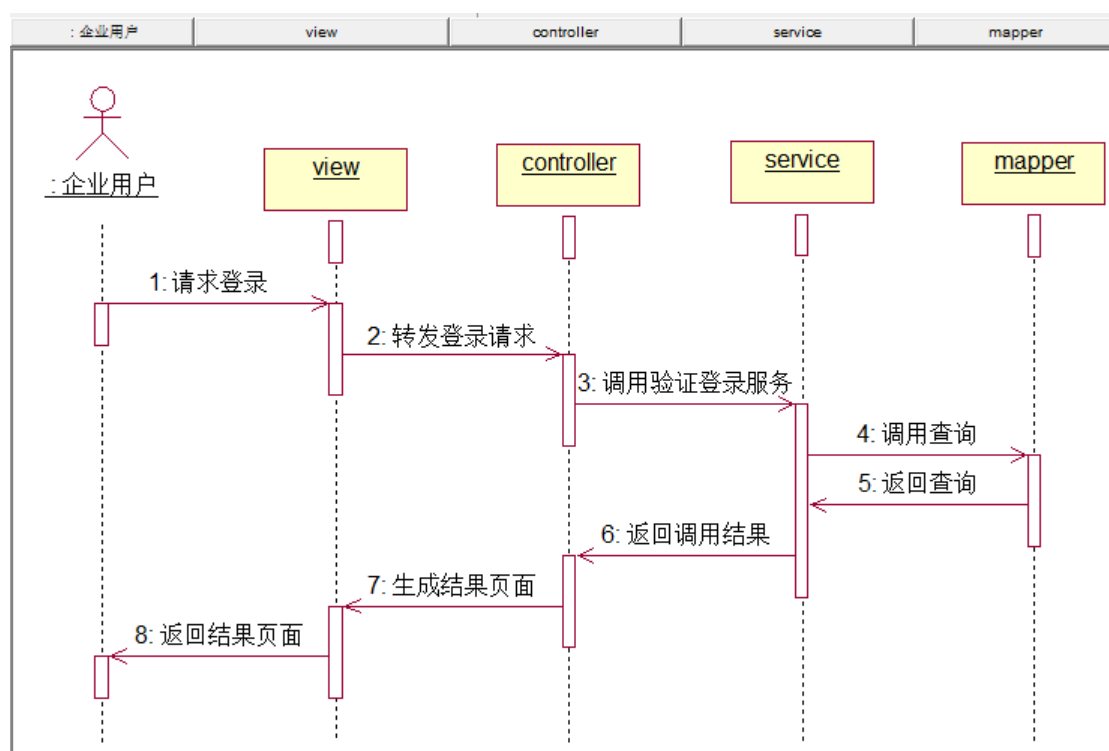 : 企业用户
view
controller
service
mapper
: 企业用户
view
controller
service
mapper
1: 请求登录
2: 转发登录请求
3: 调用验证登录服务
4: 调用查询
5: 返回查询
6: 返回调用结果
7: 生成结果页面
8: 返回结果页面